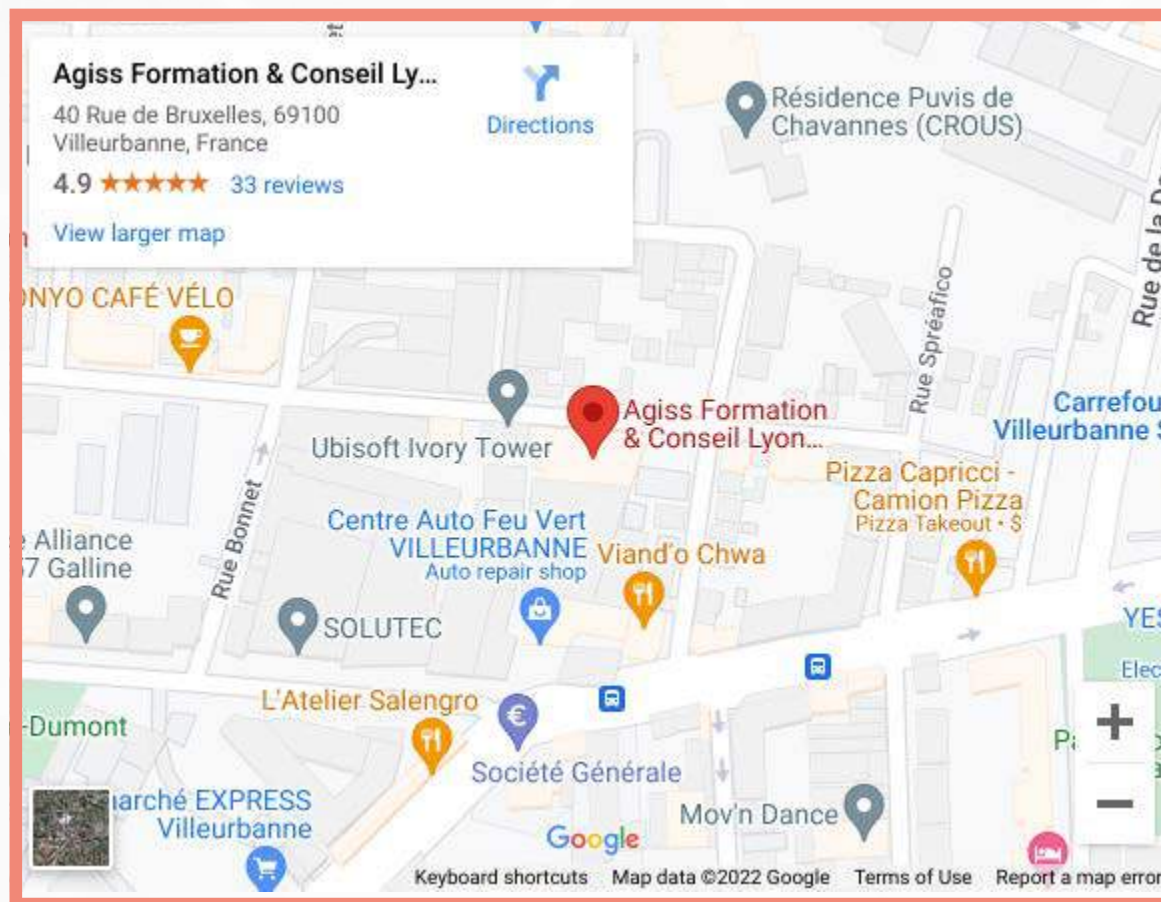 Agiss Formation & Conseil Ly...
40 Rue de Bruxelles, 69100
Villeurbanne, France
Directions
4.9 33 reviews
View larger map
Résidence Puvis de
Chavannes (CROUS)
Rue de la
ONYO CAFÉ VÉLO
Rue Spréafico
Agiss Formation
& Conseil Lyon...
Ubisoft Ivory Tower
Carrefou
Villeurbanne S
Pizza Capricci -
Camion Pizza
Pizza Takeout • $
Rue Bonnet
Centre Auto Feu Vert
VILLEURBANNE
Auto repair shop
Viand'o Chwa
e Alliance
67 Galline
SOLUTEC
YES
Elec
L'Atelier Salengro
-Dumont
Société Générale
marché EXPRESS
Villeurbanne
Mov'n Dance
Google
Keyboard shortcuts Map data ©2022 Google Terms of Use Report a map error